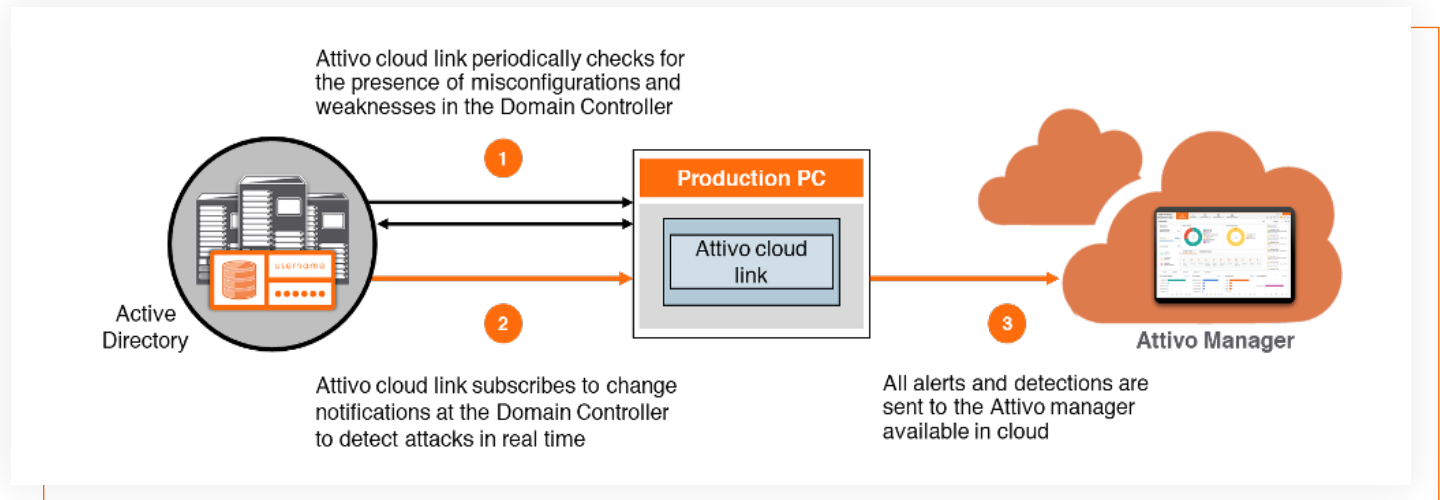 Attivo cloud link periodically checks for
the presence of misconfigurations and
weaknesses in the Domain Controller
1
Production PC
Attivo cloud
link
username
Active
Directory
2
3
Attivo Manager
Attivo cloud link subscribes to change
notifications at the Domain Controller
to detect attacks in real time
All alerts and detections are
sent to the Attivo manager
available in cloud